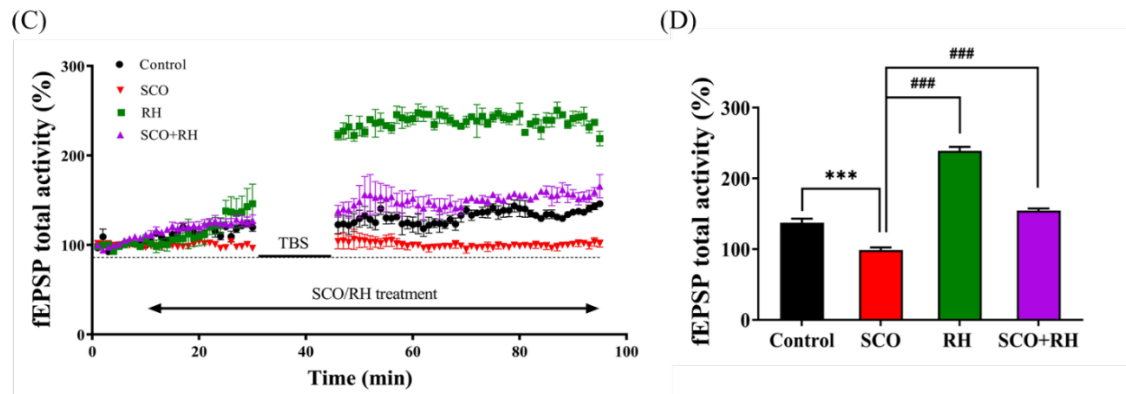 (C)
fEPSP total activity (%)
300
200
100
0
Control
SCO
RH
SCO+RH
TBS
SCO/RH treatment
0 20 40 60 80 100
Time (min)
(D)
fEPSP total activity (%)
300
200
100
0
***
###
###
Control SCO RH SCO+RH